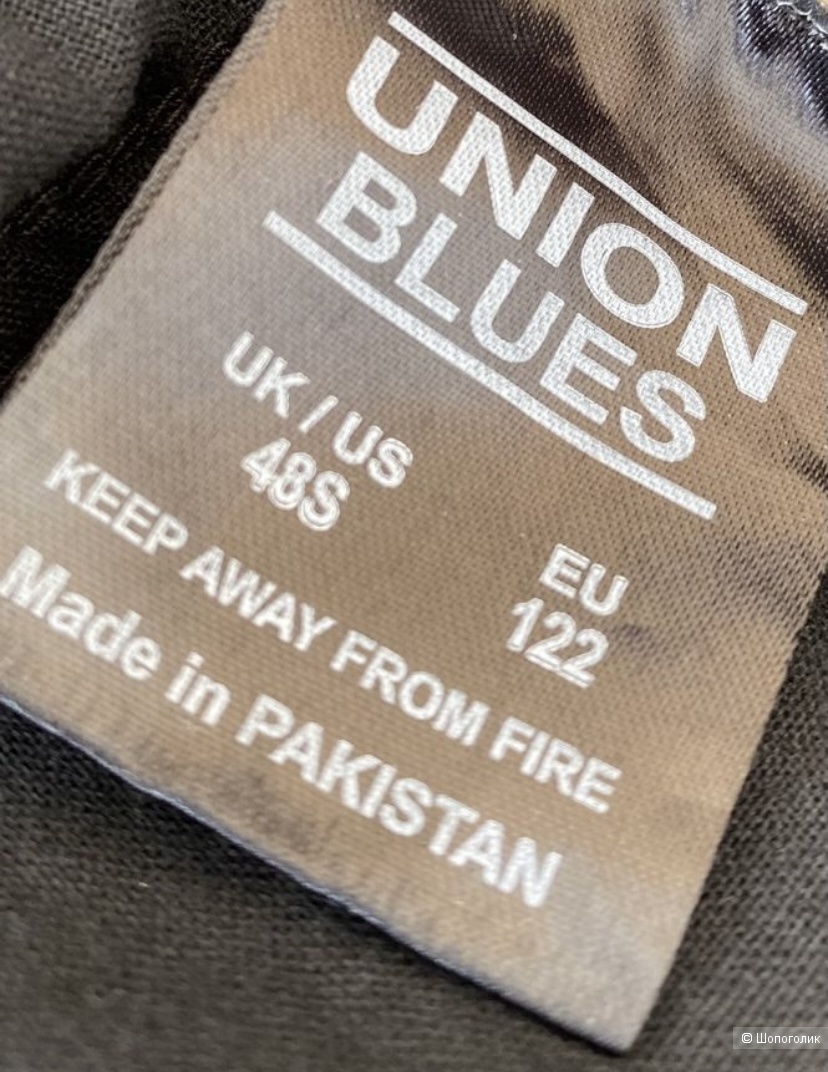 UNION
BLUES
UK / US
48S
EU
122
KEEP AWAY FROM FIRE
Made in PAKISTAN
© Шопоголик